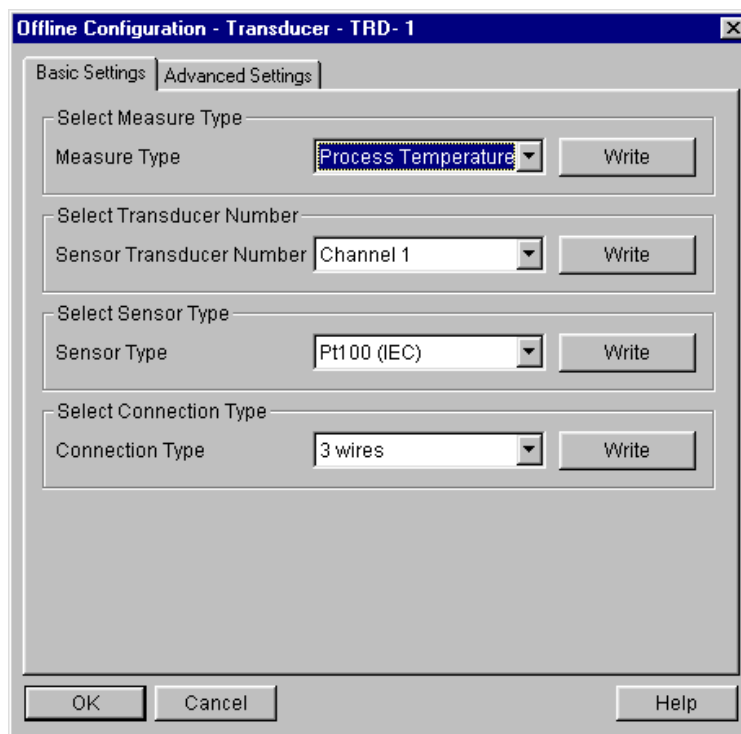 Offline Configuration - Transducer - TRD- 1
Basic Settings Advanced Settings
Select Measure Type
Measure Type Process Temperature Write
Select Transducer Number
Sensor Transducer Number Channel 1 Write
Select Sensor Type
Sensor Type Pt100 (IEC) Write
Select Connection Type
Connection Type 3 wires Write
OK Cancel Help